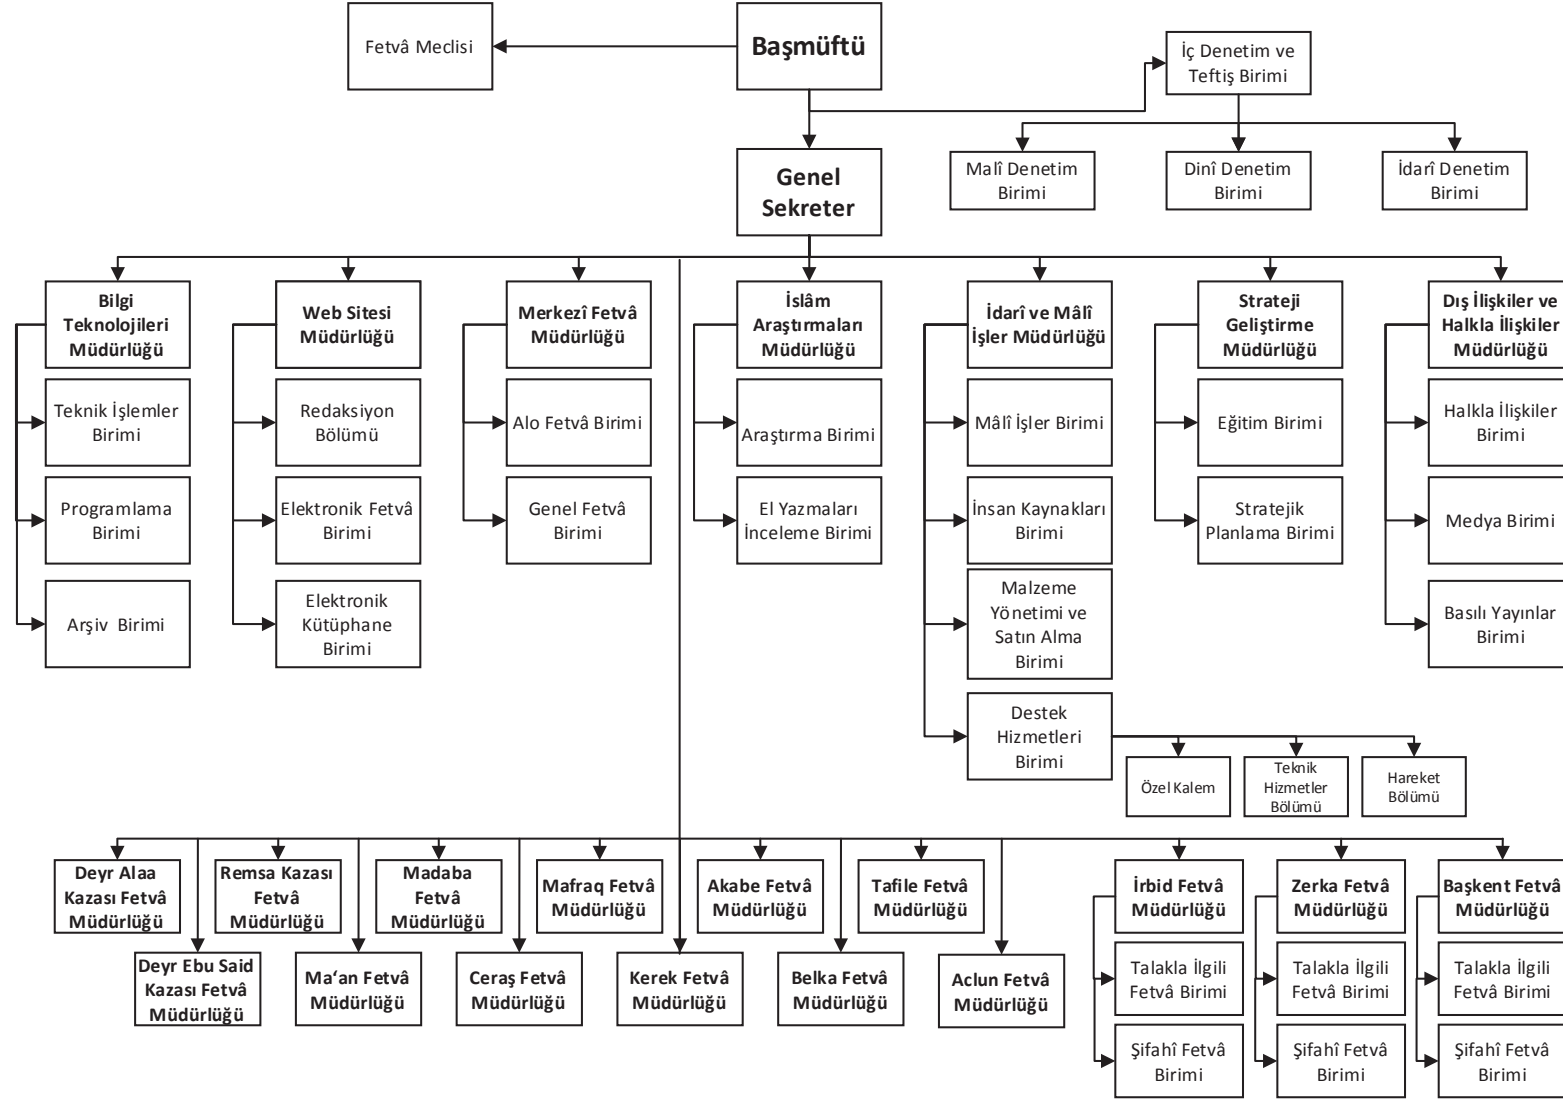 Fetvâ Meclisi
Başmüftü
İç Denetim ve
Teftiş Birimi
Malî Denetim
Birimi
Dinî Denetim
Birimi
İdarî Denetim
Birimi
Genel
Sekreter
Bilgi
Teknolojileri
Müdürlüğü
Web Sitesi
Müdürlüğü
Merkezî Fetvâ
Müdürlüğü
İslâm
Araştırmaları
Müdürlüğü
İdarî ve Mâlî
İşler Müdürlüğü
Strateji
Geliştirme
Müdürlüğü
Dış İlişkiler ve
Halkla İlişkiler
Müdürlüğü
Teknik İşlemler
Birimi
Redaksiyon
Bölümü
Alo Fetvâ Birimi
Araştırma Birimi
Mâlî İşler Birimi
Eğitim Birimi
Halkla İlişkiler
Birimi
Programlama
Birimi
Elektronik Fetvâ
Birimi
Genel Fetvâ
Birimi
El Yazmaları
İnceleme Birimi
İnsan Kaynakları
Birimi
Stratejik
Planlama Birimi
Medya Birimi
Arşiv Birimi
Elektronik
Kütüphane
Birimi
Malzeme
Yönetimi ve
Satın Alma
Birimi
Basılı Yayınlar
Birimi
Destek
Hizmetleri
Birimi
Özel Kalem
Teknik
Hizmetler
Bölümü
Hareket
Bölümü
Deyr Alaa
Kazası Fetvâ
Müdürlüğü
Remsa Kazası
Fetvâ
Müdürlüğü
Madaba
Fetvâ
Müdürlüğü
Mafraq Fetvâ
Müdürlüğü
Akabe Fetvâ
Müdürlüğü
Tafile Fetvâ
Müdürlüğü
İrbid Fetvâ
Müdürlüğü
Zerka Fetvâ
Müdürlüğü
Başkent Fetvâ
Müdürlüğü
Deyr Ebu Said
Kazası Fetvâ
Müdürlüğü
Ma‘an Fetvâ
Müdürlüğü
Ceraş Fetvâ
Müdürlüğü
Kerek Fetvâ
Müdürlüğü
Belka Fetvâ
Müdürlüğü
Aclun Fetvâ
Müdürlüğü
Talakla İlgili
Fetvâ Birimi
Talakla İlgili
Fetvâ Birimi
Talakla İlgili
Fetvâ Birimi
Şifahî Fetvâ
Birimi
Şifahî Fetvâ
Birimi
Şifahî Fetvâ
Birimi